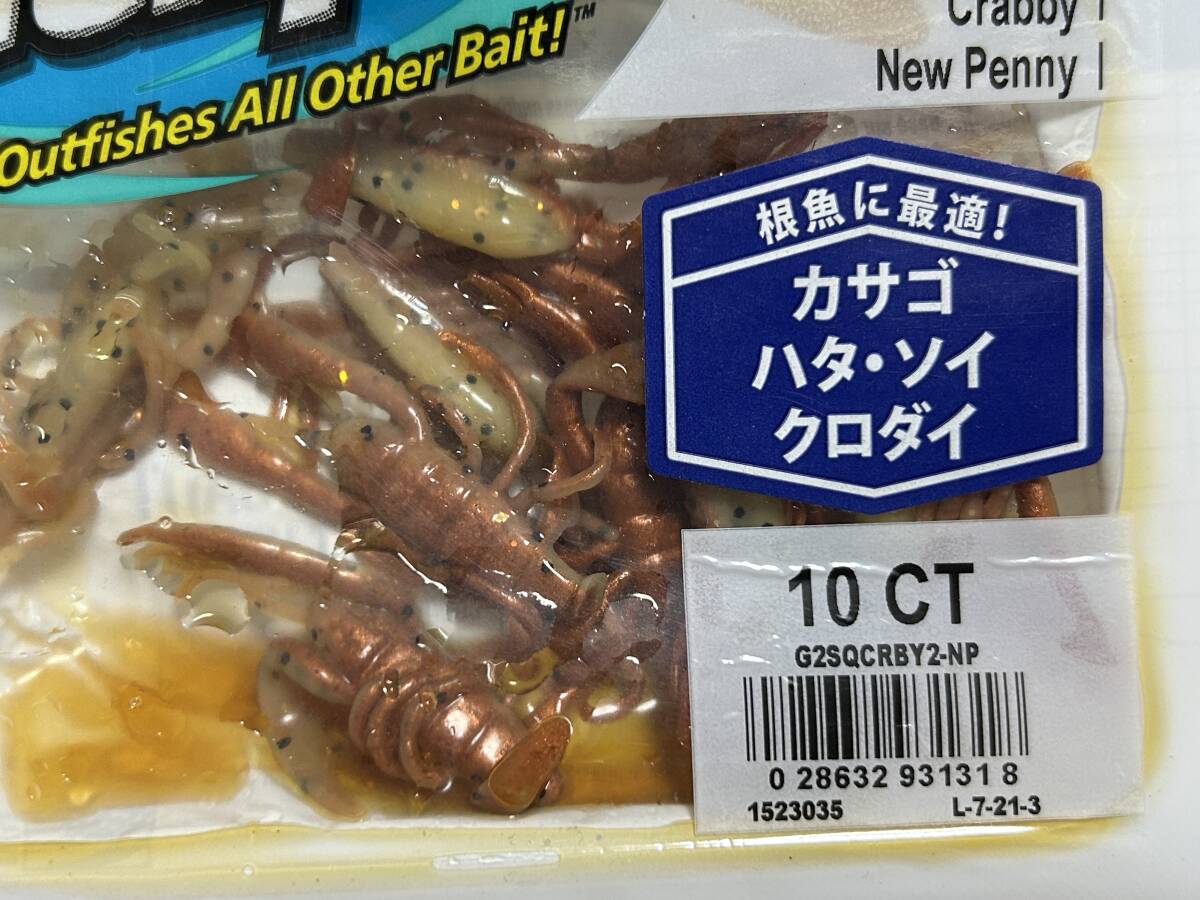 Crabby
New Penny
Outfishes All Other Bait!™
根魚に最適!
カサゴ
ハタ・ソイ
クロダイ
10 CT
G2SQCRBY2-NP
0 28632 93131 8
1523035 L-7-21-3